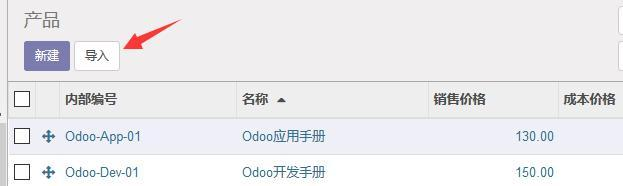 产品
新建 导入
内部编号 名称 销售价格 成本价格
Odoo-App-01 Odoo应用手册 130.00
Odoo-Dev-01 Odoo开发手册 150.00